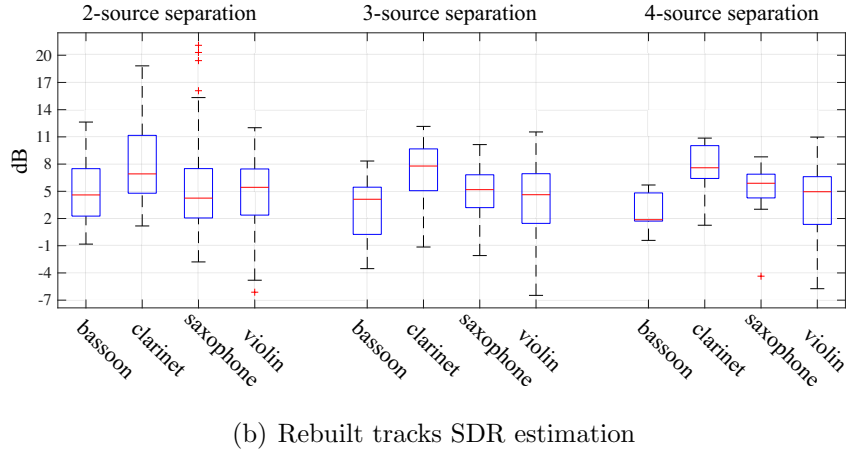 2-source separation 3-source separation 4-source separation
20
17
14
11
8
5
2
-1
-4
-7
dB
bassoon clarinet saxophone violin bassoon clarinet saxophone violin bassoon clarinet saxophone violin
(b) Rebuilt tracks SDR estimation